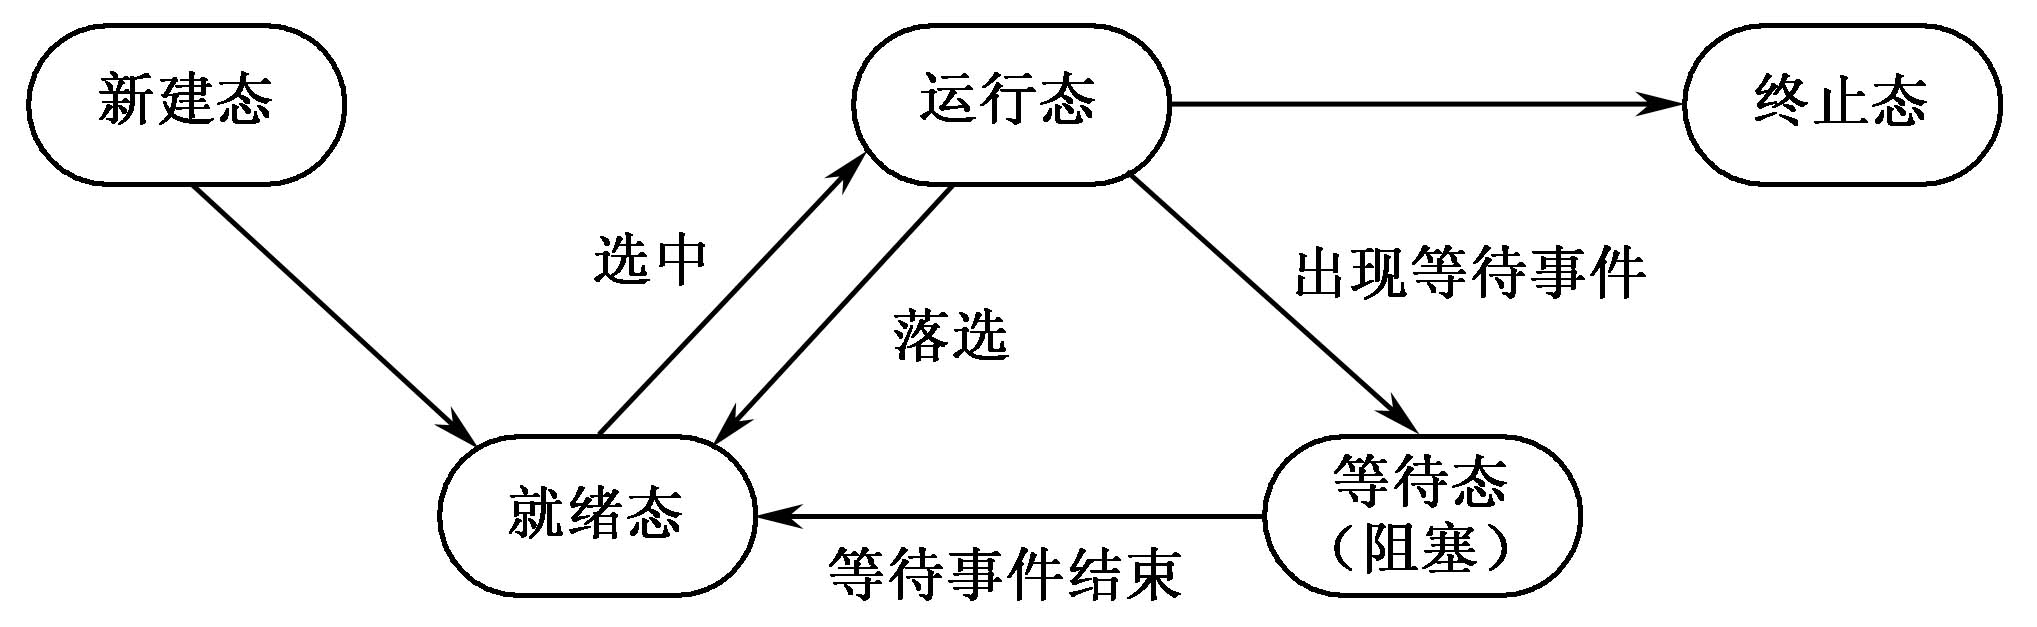 新建态
运行态
终止态
选中
落选
出现等待事件
就绪态
等待态
（阻塞）
等待事件结束